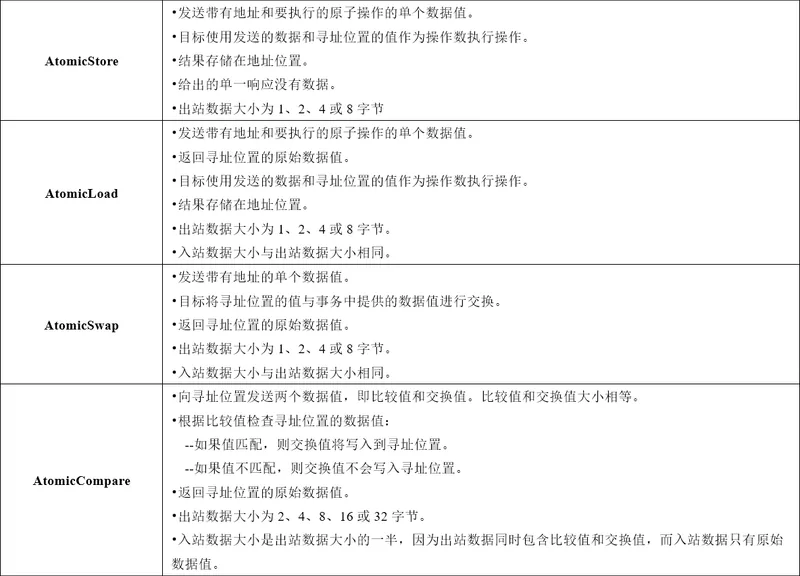 AtomicStore
•发送带有地址和要执行的原子操作的单个数据值。
•目标使用发送的数据和寻址位置的值作为操作数执行操作。
•结果存储在地址位置。
•给出的单一响应没有数据。
•出站数据大小为 1、2、4 或 8 字节
AtomicLoad
•发送带有地址和要执行的原子操作的单个数据值。
•返回寻址位置的原始数据值。
•目标使用发送的数据和寻址位置的值作为操作数执行操作。
•结果存储在地址位置。
•出站数据大小为 1、2、4 或 8 字节。
•入站数据大小与出站数据大小相同。
AtomicSwap
•发送带有地址的单个数据值。
•目标将寻址位置的值与事务中提供的数据值进行交换。
•返回寻址位置的原始数据值。
•出站数据大小为 1、2、4 或 8 字节。
•入站数据大小与出站数据大小相同。
AtomicCompare
•向寻址位置发送两个数据值，即比较值和交换值。比较值和交换值大小相等。
•根据比较值检查寻址位置的数据值：
--如果值匹配，则交换值将写入到寻址位置。
--如果值不匹配，则交换值不会写入寻址位置。
•返回寻址位置的原始数据值。
•出站数据大小为 2、4、8、16 或 32 字节。
•入站数据大小是出站数据大小的一半，因为出站数据同时包含比较值和交换值，而入站数据只有原始
数据值。